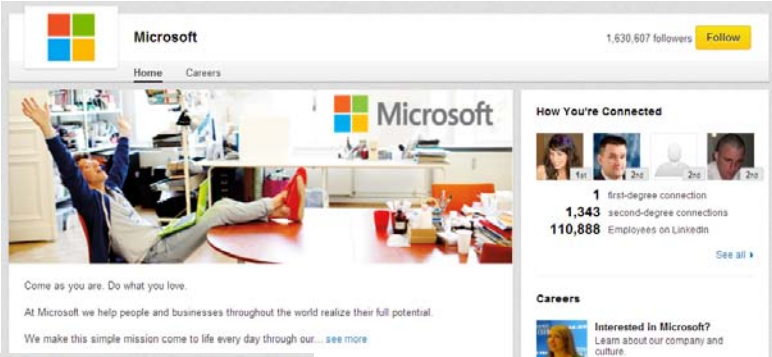 Microsoft
1,630,607 followers
Follow
Home
Careers
Microsoft
Come as you are. Do what you love.
At Microsoft we help people and businesses throughout the world realize their full potential.
We make this simple mission come to life every day through our... see more
How You're Connected
1st
2nd
2nd
2nd
1 first-degree connection
1,343 second-degree connections
110,888 Employees on LinkedIn
See all
Careers
Interested in Microsoft?
Learn about our company and
culture.